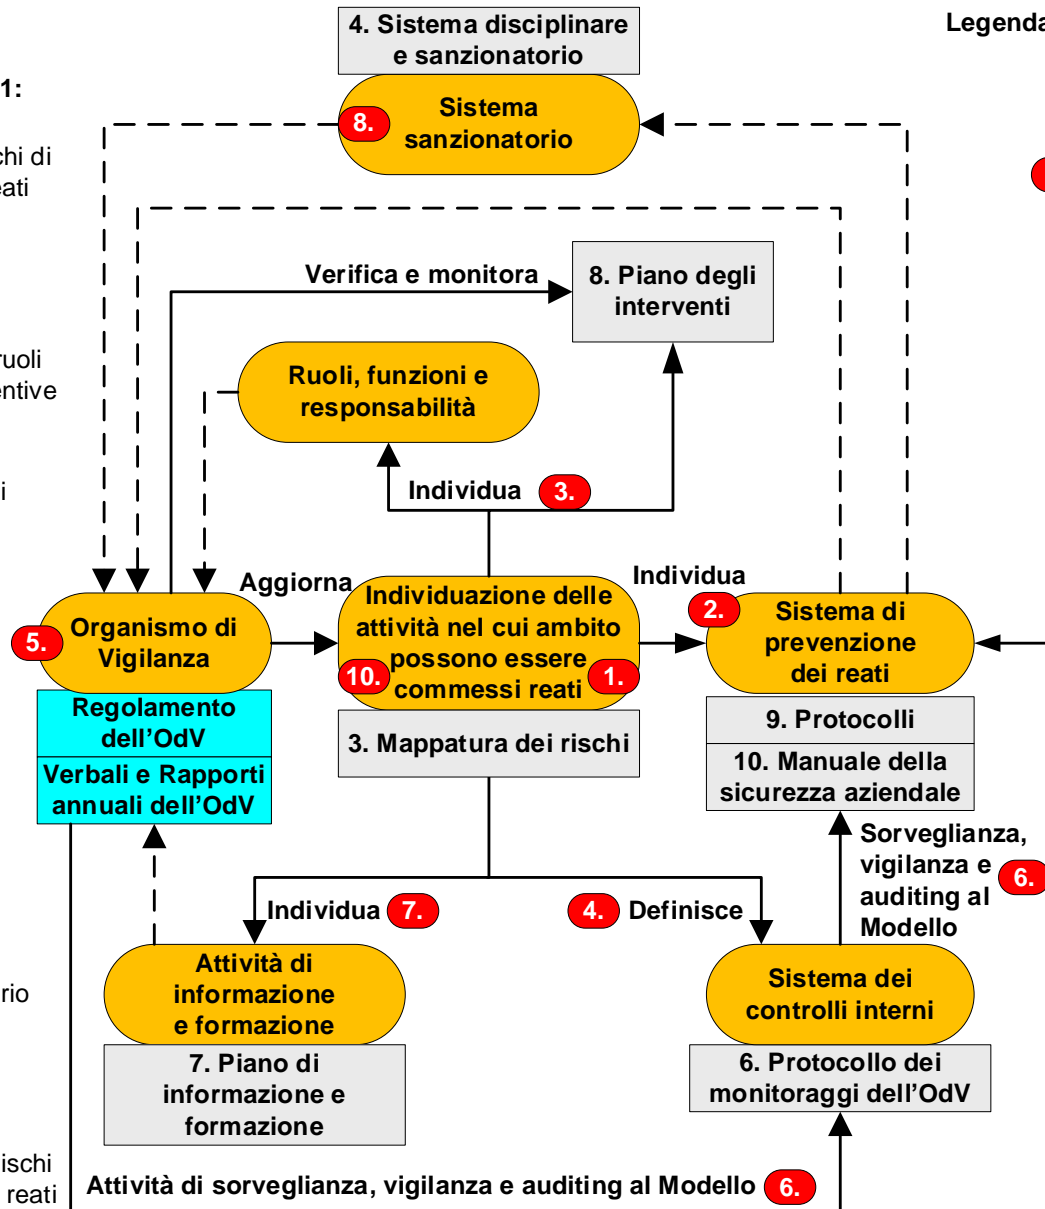 4. Sistema disciplinare
e sanzionatorio
Legenda
1:
Sistema
sanzionatorio
8.
chi di
eati
Verifica e monitora
8. Piano degli
interventi
ruoli
entive
Ruoli, funzioni e
responsabilità
i
Individua
3.
Aggiorna
Individua
5.
Organismo di
Vigilanza
Individuazione delle
attività nel cui ambito
possono essere
commessi reati
10.
1.
2.
Sistema di
prevenzione
dei reati
Regolamento
dell’OdV
Verbali e Rapporti
annuali dell’OdV
3. Mappatura dei rischi
9. Protocolli
10. Manuale della
sicurezza aziendale
Sorveglianza,
vigilanza e
auditing al
Modello
6.
Individua
7.
4.
Definisce
Attività di
informazione
e formazione
Sistema dei
controlli interni
rio
7. Piano di
informazione e
formazione
6. Protocollo dei
monitoraggi dell’OdV
ischi
reati
Attività di sorveglianza, vigilanza e auditing al Modello
6.